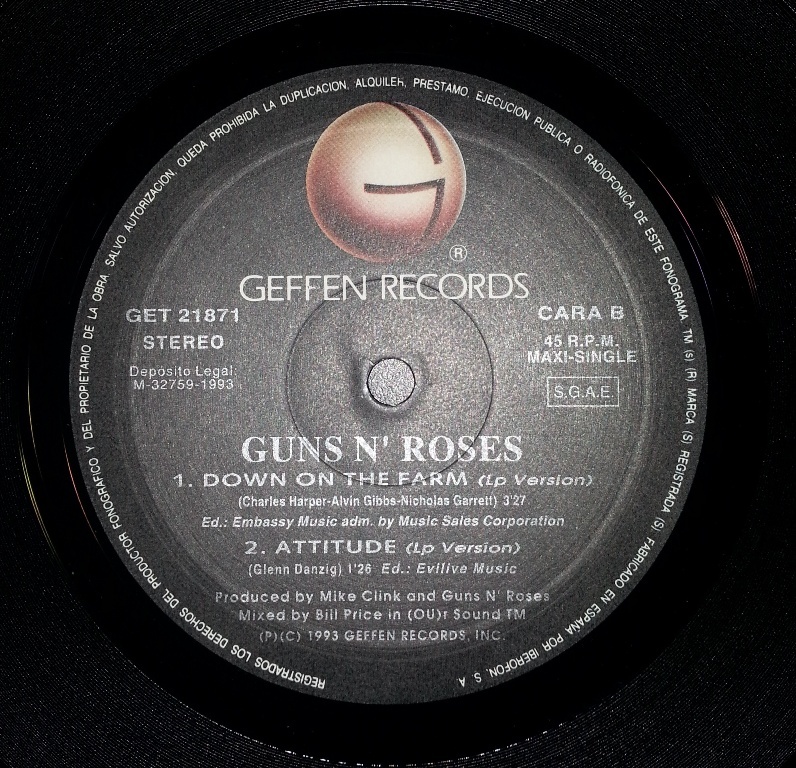 REGISTRADOS LOS DERECHOS DEL PRODUCTOR FONOGRAFICO Y DEL PROPIETARIO DE LA OBRA. SALVO AUTORIZACION, QUEDA PROHIBIDA LA DUPLICACION, ALQUILER, PRESTAMO, EJECUCION PUBLICA O RADIOFONICA DE ESTE FONOGRAMA. TM (S) (R) MARCA (S) REGISTRADA (S). FABRICADO EN ESPAÑA POR IBEROFON, S. A.
®
GEFFEN RECORDS
GET 21871
STEREO
Deposito Legal:
M-32759-1993
CARA B
45 R.P.M.
MAXI-SINGLE
S.G.A.E.
GUNS N' ROSES
1. DOWN ON THE FARM (Lp Version)
(Charles Harper-Alvin Gibbs-Nicholas Garrett) 3'27
Ed.: Embassy Music adm. by Music Sales Corporation
2. ATTITUDE (Lp Version)
(Glenn Danzig) 1'26 Ed.: Evilive Music
Produced by Mike Clink and Guns N' Roses
Mixed by Bill Price in (OU)r Sound TM
(P)(C) 1993 GEFFEN RECORDS, INC.